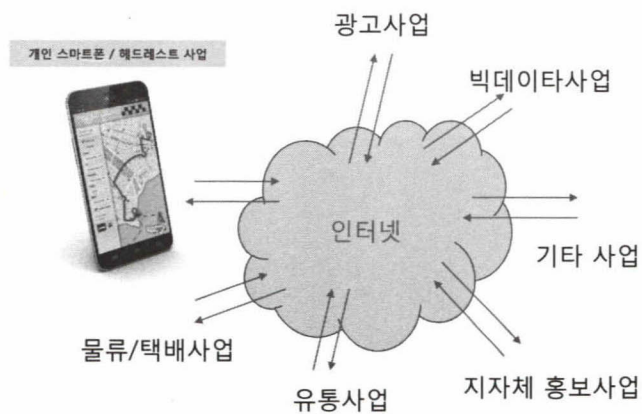 광고사업
개인 스마트폰 / 헤드레스트 사업
빅데이타사업
인터넷
기타 사업
물류/택배사업
지자체 홍보사업
유통사업